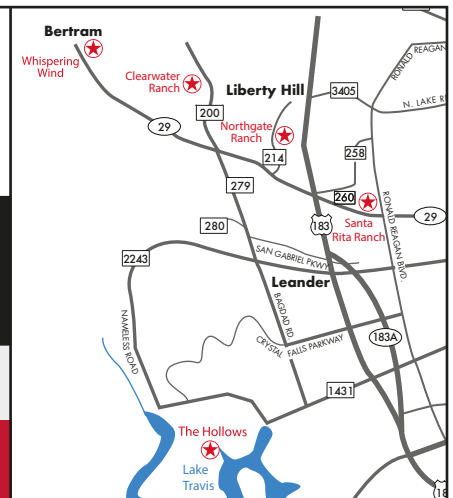 Bertram
Whispering
Wind
Clearwater
Ranch
RONALD REAGAN
Liberty Hill
3405
N. LAKE
200
29
Northgate
Ranch
214
258
279
260
Santa
Rita Ranch
29
280
183
RONALD REAGAN BLVD.
SAN GABRIEL PKWY
2243
Leander
NAMELESS ROAD
BAGDAD RD
CRYSTAL FALLS PARKWAY
183A
1431
The Hollows
Lake
Travis